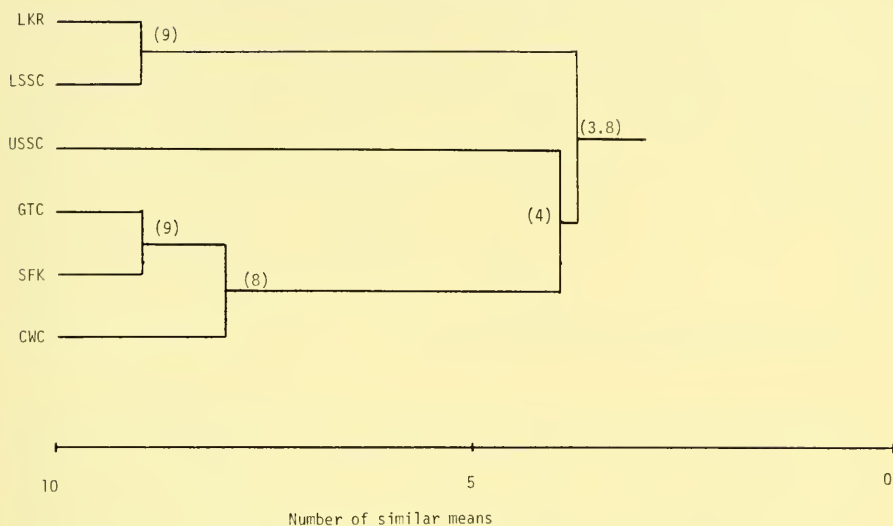 LKR
(9)
LSSC
(3.8)
USSC
GTC
(4)
(9)
SFK
(8)
CWC
10 5 0
Number of similar means